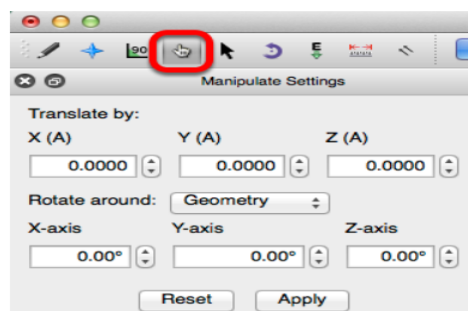 90 E
Manipulate Settings
Translate by:
X (A) Y (A) Z (A)
0.0000 0.0000 0.0000
Rotate around: Geometry
X-axis Y-axis Z-axis
0.00° 0.00° 0.00°
Reset Apply